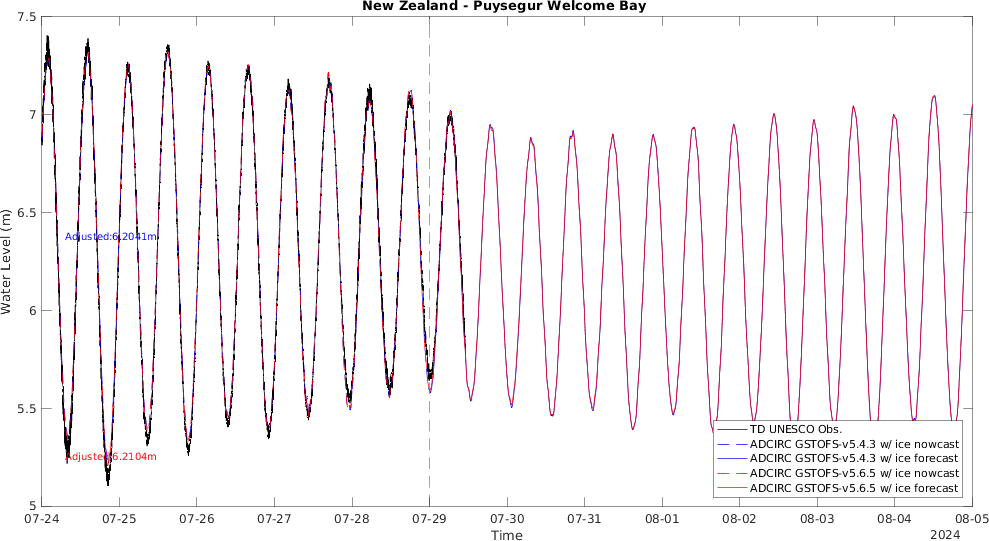 New Zealand - Puysegur Welcome Bay
Water Level (m)
7.5
7
6.5
6
5.5
5
Adjusted:6.2041m
Adjusted:6.2104m
TD UNESCO Obs.
ADCIRC GSTOFS-v5.4.3 w/ ice nowcast
ADCIRC GSTOFS-v5.4.3 w/ ice forecast
ADCIRC GSTOFS-v5.6.5 w/ ice nowcast
ADCIRC GSTOFS-v5.6.5 w/ ice forecast
07-24 07-25 07-26 07-27 07-28 07-29 07-30 07-31 08-01 08-02 08-03 08-04 08-05
Time
2024